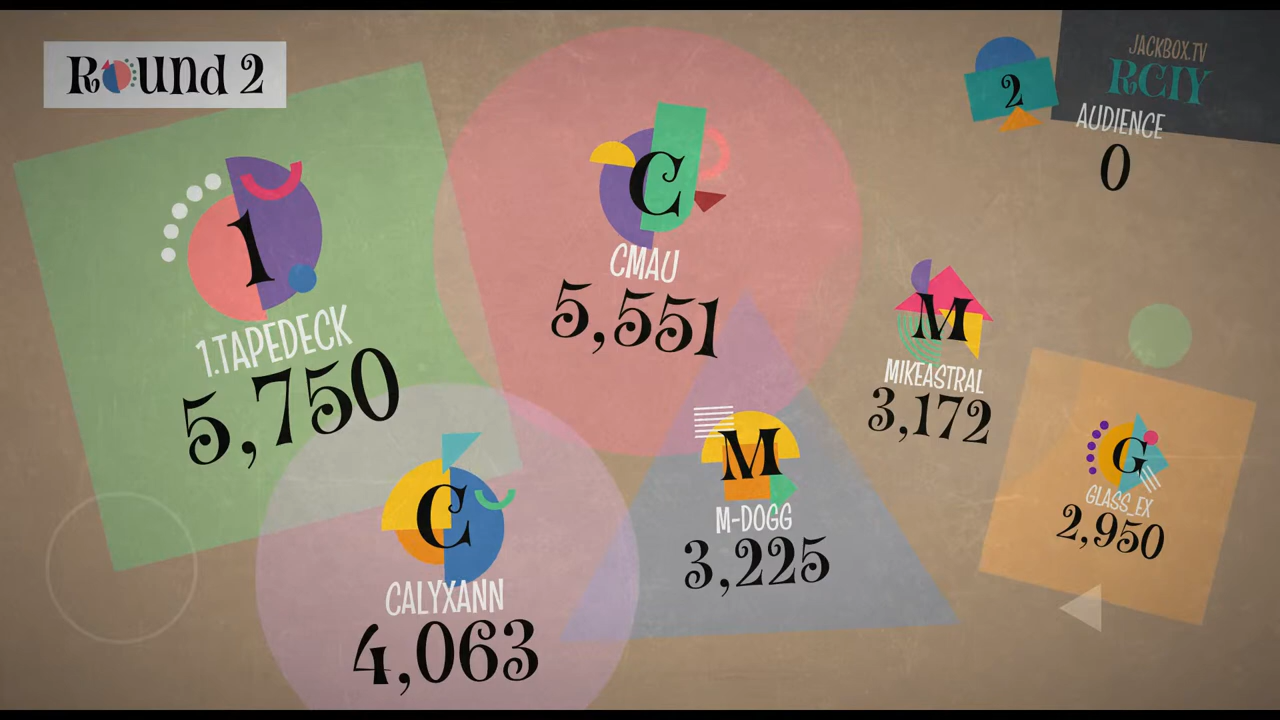 Round 2
JACKBOX.TV
RCIY
2
AUDIENCE
0
1
1.TAPEDECK
5,750
C
CMAU
5,551
M
MIKEASTRAL
3,172
C
CALYXANN
4,063
M
M-DOGG
3,225
G
GLASS_EX
2,950